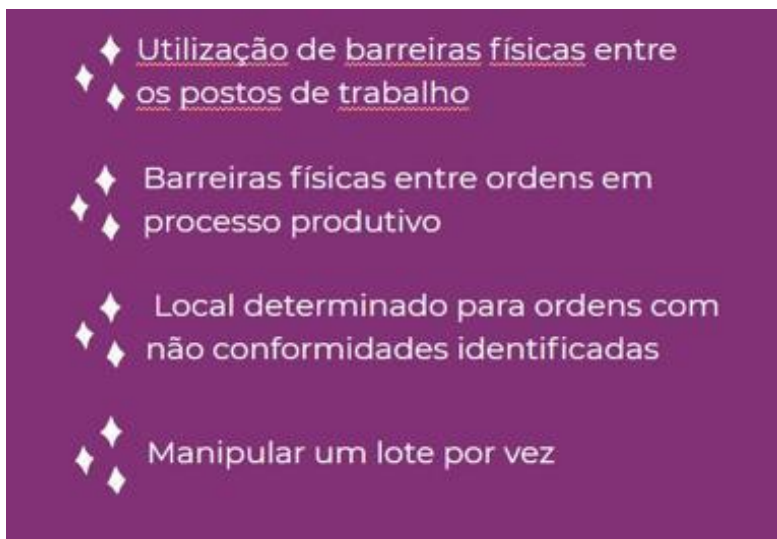 Utilização de barreiras físicas entre
os postos de trabalho
Barreiras físicas entre ordens em
processo produtivo
Local determinado para ordens com
não conformidades identificadas
Manipular um lote por vez